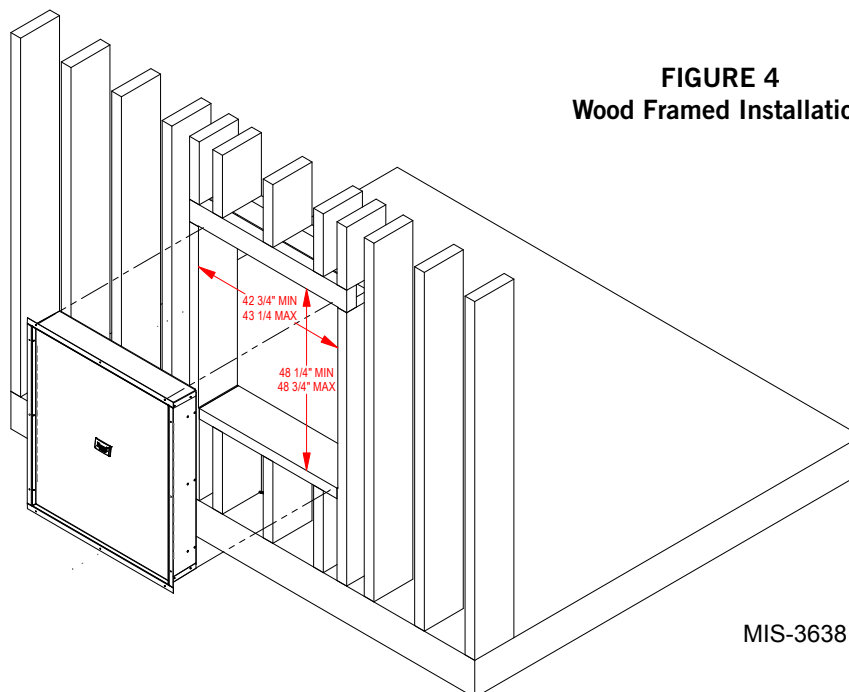 FIGURE 4
Wood Framed Installatio
42 3/4" MIN
43 1/4 MAX
48 1/4" MIN
48 3/4" MAX
MIS-3638